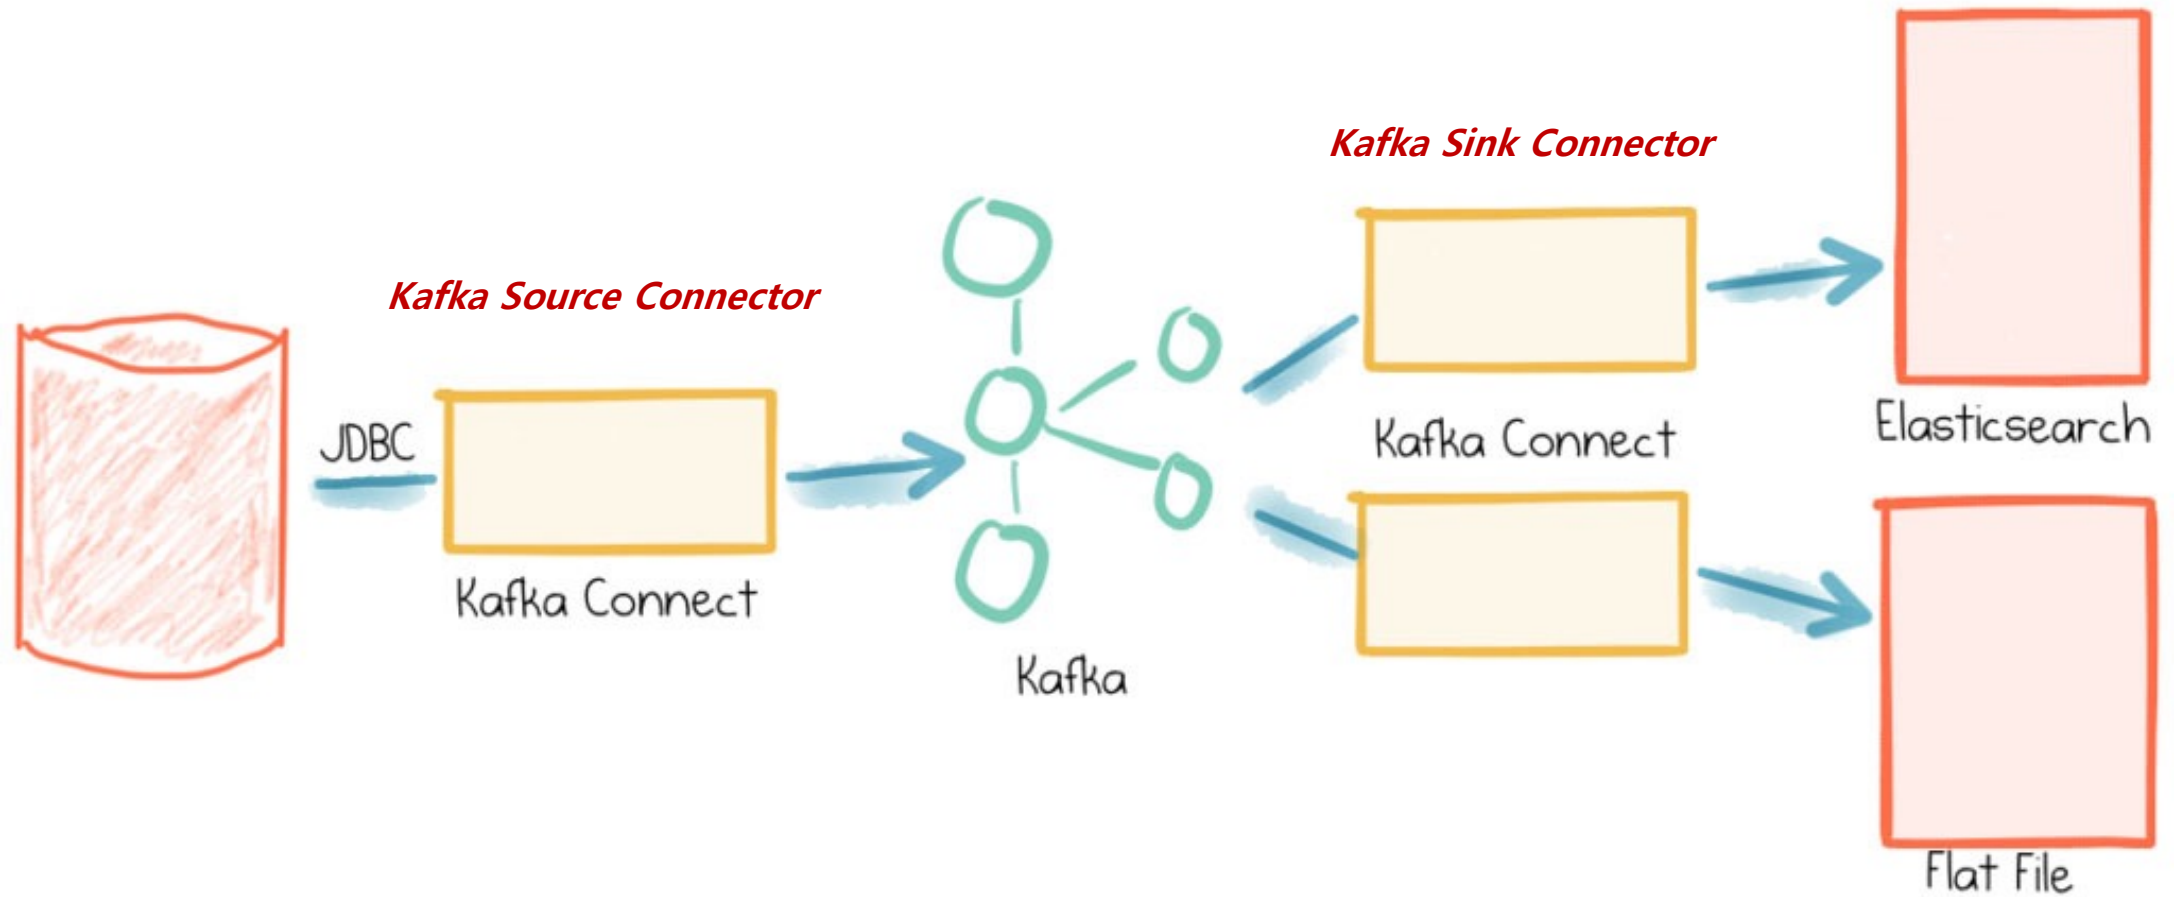 Kafka Source Connector
JDBC
Kafka Connect
Kafka
Kafka Sink Connector
Kafka Connect
Elasticsearch
Flat File